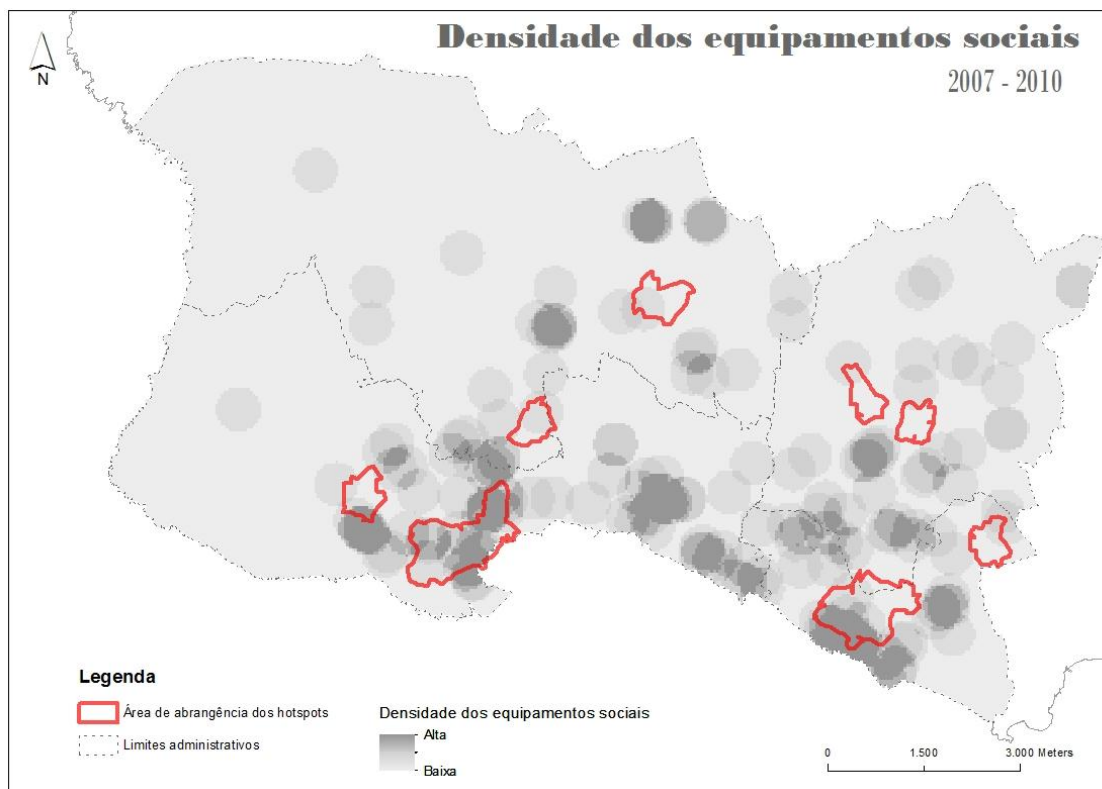 Densidade dos equipamentos sociais
2007 - 2010
N
Legenda
Área de abrangência dos hotspots
Limites administrativos
Densidade dos equipamentos sociais
Alta
Baixa
0 1.500 3.000 Meters